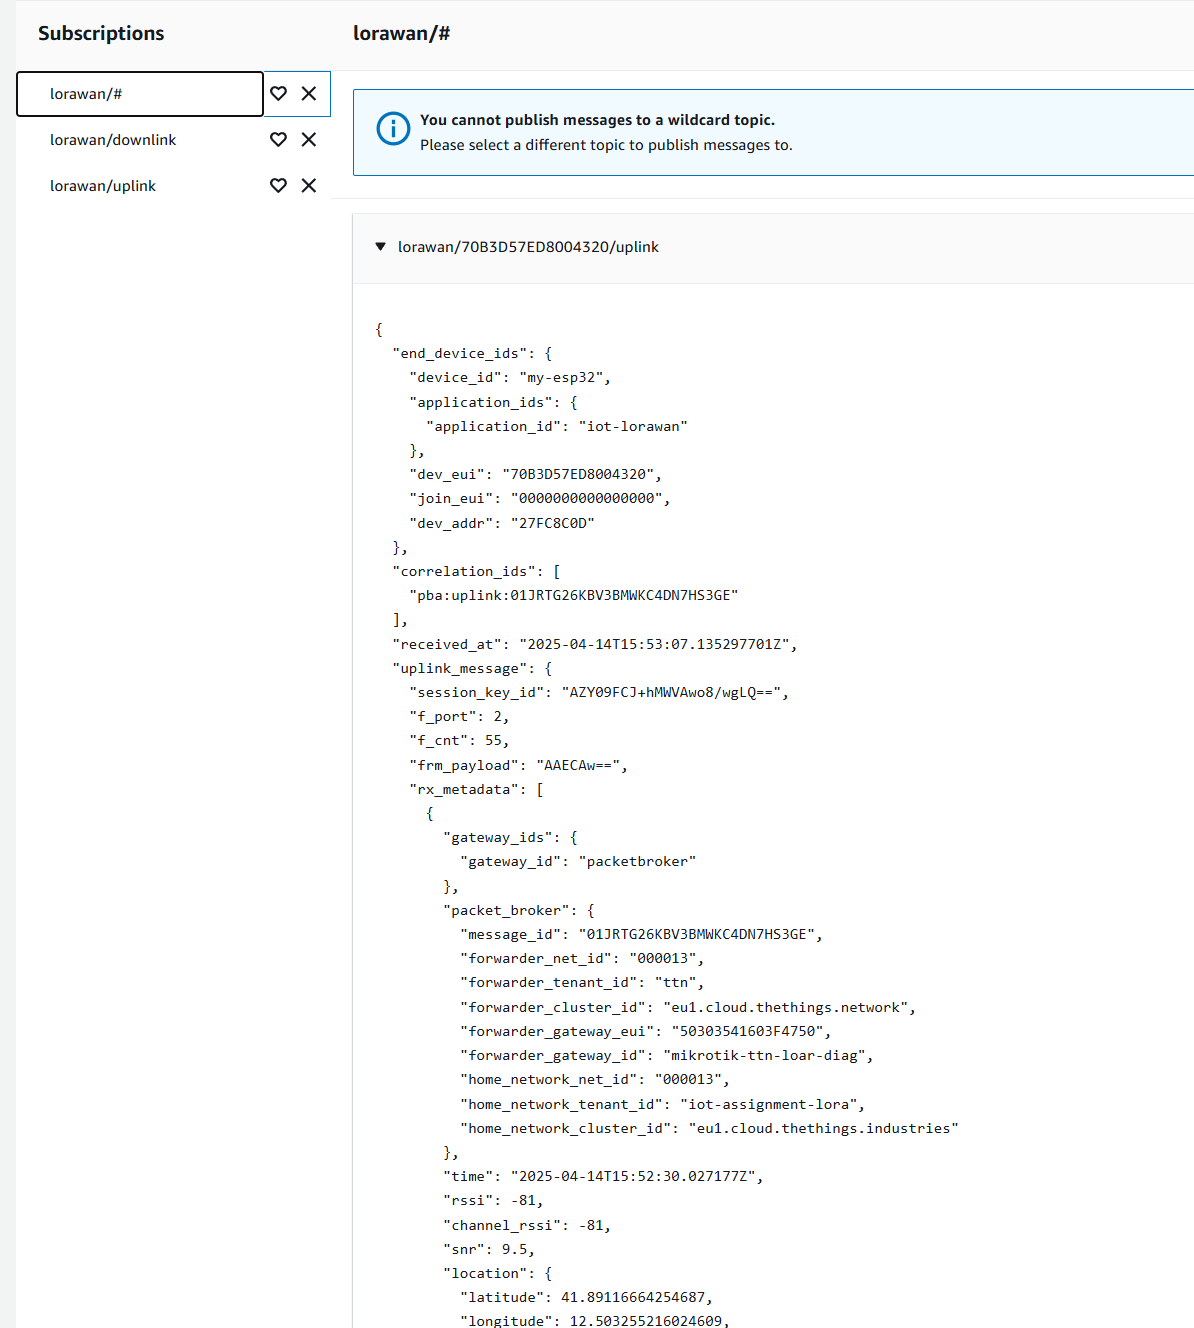 Subscriptions
lorawan/#
lorawan/#
lorawan/downlink
lorawan/uplink
You cannot publish messages to a wildcard topic.
Please select a different topic to publish messages to.
lorawan/70B3D57ED8004320/uplink
{
"end_device_ids": {
"device_id": "my-esp32",
"application_ids": {
"application_id": "iot-lorawan"
},
"dev_eui": "70B3D57ED8004320",
"join_eui": "0000000000000000",
"dev_addr": "27FC8C0D"
},
"correlation_ids": [
"pba:uplink:01JRTG26KBV3BMWKC4DN7HS3GE"
],
"received_at": "2025-04-14T15:53:07.135297701Z",
"uplink_message": {
"session_key_id": "AZY09FCJ+hMWVAwo8/wgLQ==",
"f_port": 2,
"f_cnt": 55,
"frm_payload": "AAECAw==",
"rx_metadata": [
{
"gateway_ids": {
"gateway_id": "packetbroker"
},
"packet_broker": {
"message_id": "01JRTG26KBV3BMWKC4DN7HS3GE",
"forwarder_net_id": "000013",
"forwarder_tenant_id": "ttn",
"forwarder_cluster_id": "eu1.cloud.thethings.network",
"forwarder_gateway_eui": "50303541603F4750",
"forwarder_gateway_id": "mikrotik-ttn-loar-diag",
"home_network_net_id": "000013",
"home_network_tenant_id": "iot-assignment-lora",
"home_network_cluster_id": "eu1.cloud.thethings.industries"
},
"time": "2025-04-14T15:52:30.027177Z",
"rssi": -81,
"channel_rssi": -81,
"snr": 9.5,
"location": {
"latitude": 41.89116664254687,
"longitude": 12.503255216024609,